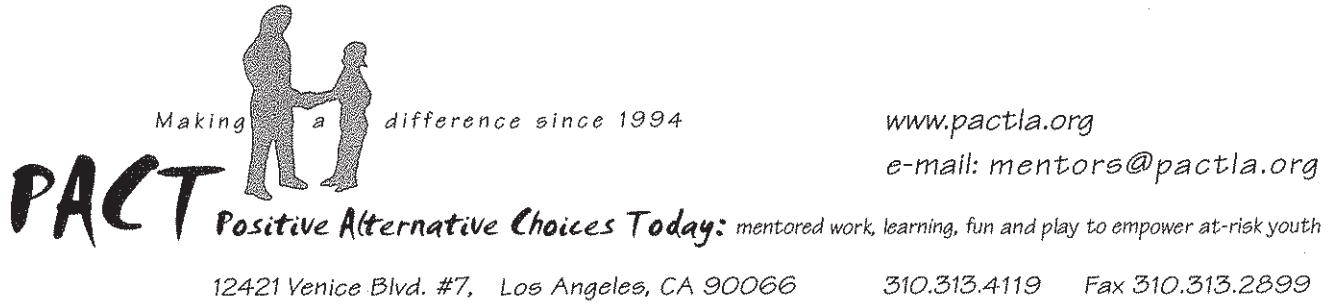 Making a difference since 1994
www.pactla.org
e-mail: mentors@pactla.org
PACT
Positive Alternative Choices Today: mentored work, learning, fun and play to empower at-risk youth
12421 Venice Blvd. #7, Los Angeles, CA 90066 310.313.4119 Fax 310.313.2899